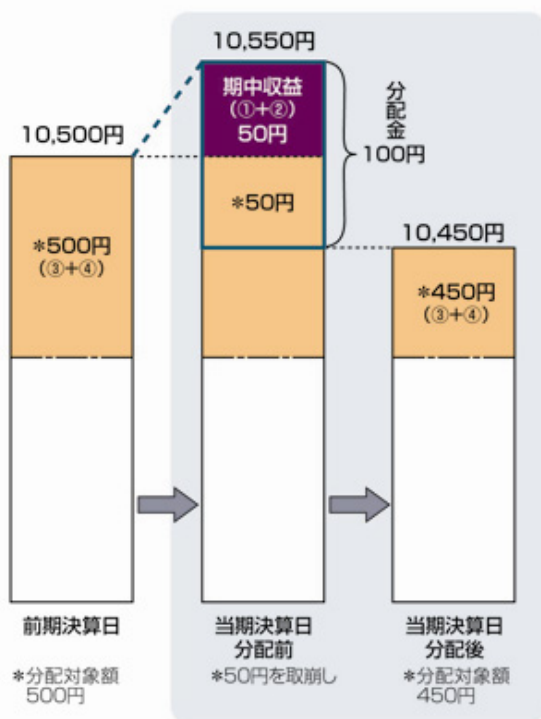 10,550円
期中収益
(①+②)
50円
分配金
100円
10,500円
*500円
(③+④)
*50円
10,450円
*450円
(③+④)
前期決算日
*分配対象額
500円
当期決算日
分配前
*50円を取崩し
当期決算日
分配後
*分配対象額
450円